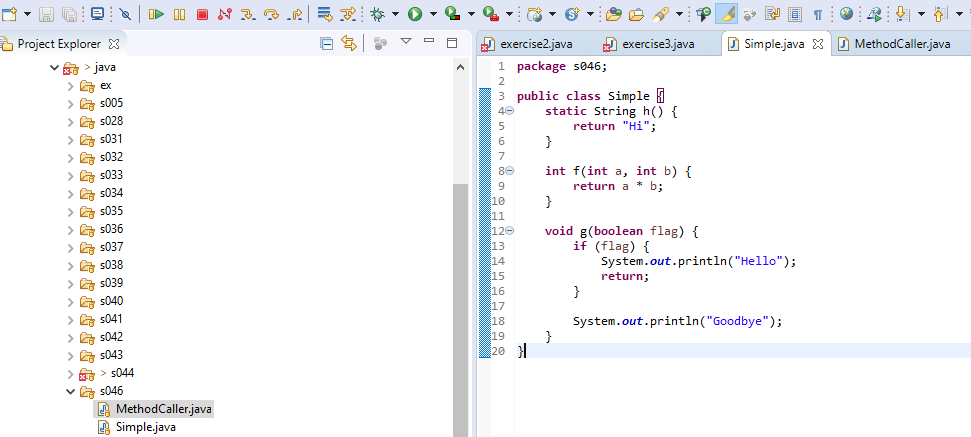 Project Explorer
> java
ex
s005
s028
s031
s032
s033
s034
s035
s036
s037
s038
s039
s040
s041
s042
s043
> s044
s046
MethodCaller.java
Simple.java
exercise2.java exercise3.java Simple.java MethodCaller.java
1 package s046;
2
3 public class Simple {
4 static String h() {
5 return "Hi";
6 }
7
8 int f(int a, int b) {
9 return a * b;
10 }
11
12 void g(boolean flag) {
13 if (flag) {
14 System.out.println("Hello");
15 return;
16 }
17
18 System.out.println("Goodbye");
19 }
20 }